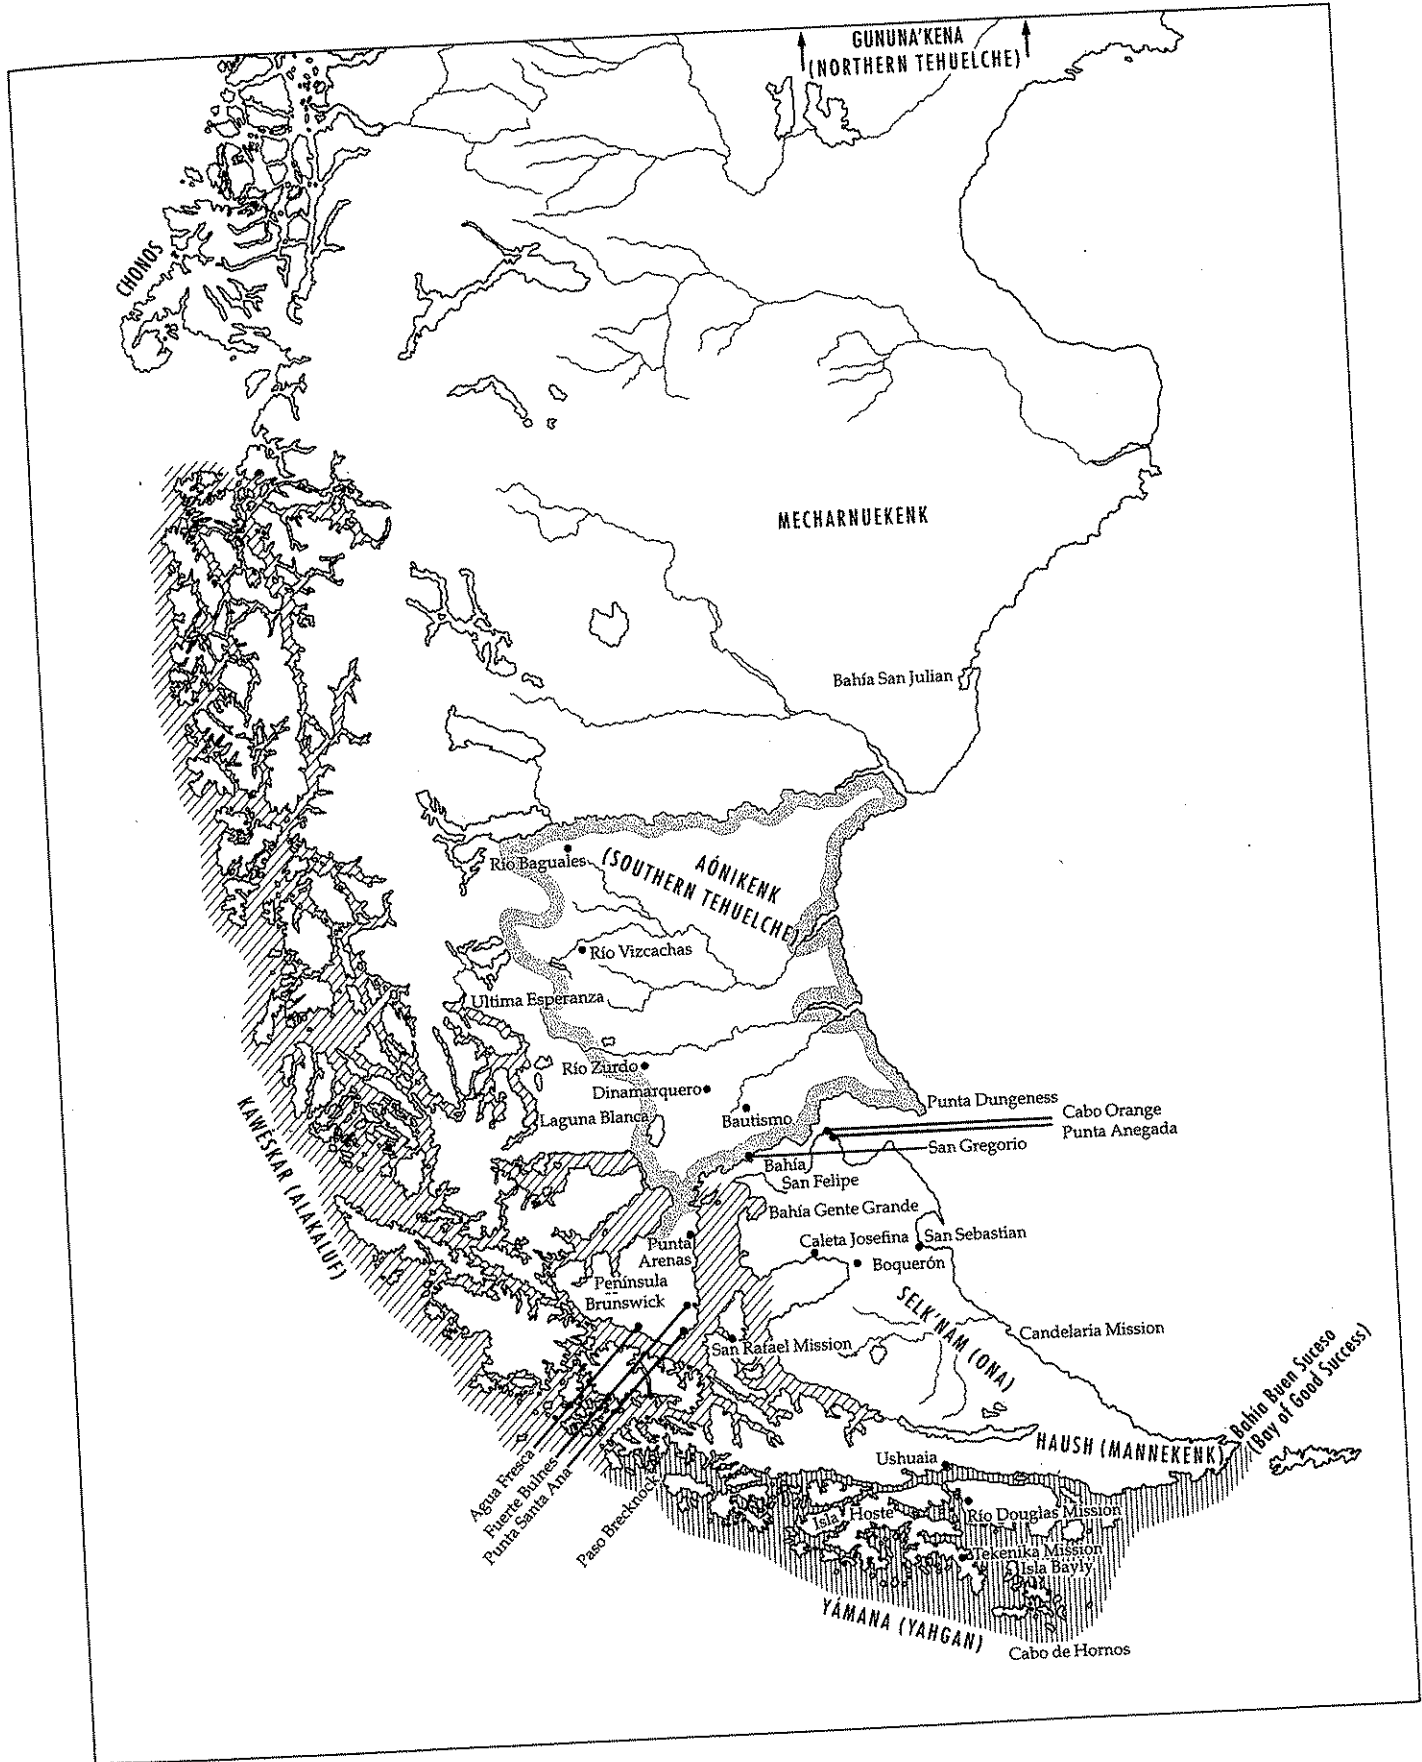 GUNUNA'KENA
(NORTHERN TEHUELCHE)
CHONOS
MECHARNUEKENK
Bahía San Julian
Río Baguales
AÓNIKENK
(SOUTHERN TEHUELCHE)
Río Vizcachas
Ultima Esperanza
Río Zurdo
Dinamarquero
Laguna Blanca
Bautismo
Punta Dungeness
Cabo Orange
Punta Anegada
San Gregorio
Bahía
San Felipe
Bahía Gente Grande
KAWESKAR (ALAKALUF)
Punta
Arenas
Caleta Josefina
San Sebastian
Boquerón
Península
Brunswick
SELK'NAM (ONA)
San Rafael Mission
Candelaria Mission
Bahia Buen Suceso
(Bay of Good Success)
HAUSH (MANNEKENK)
Ushuaia
Agua Fresca
Fuerte Bulnes
Punta Santa Ana
Paso Brecknock
Isla Hoste
Río Douglas Mission
Tekenika Mission
Isla Bayly
YÁMANA (YAHGAN)
Cabo de Hornos